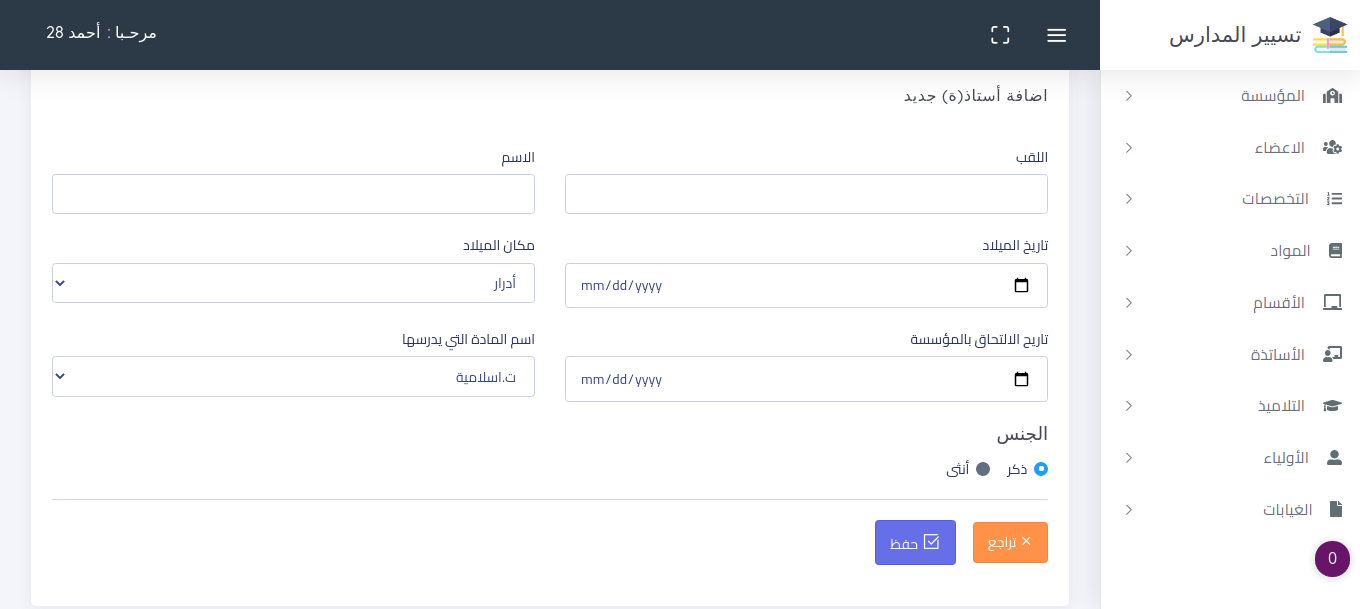 تسيير المدارس
مرحـبا : أحمد 28
المؤسسة
الاعضاء
التخصصات
المواد
الأقسام
الأساتذة
التلاميذ
الأولياء
الغيابات
0
اضافة أستاذ(ة) جديد
اللقب
الاسم
تاريخ الميلاد
mm/dd/yyyy
مكان الميلاد
أدرار
تاريح الالتحاق بالمؤسسة
mm/dd/yyyy
اسم المادة التي يدرسها
ت.اسلامية
الجنس
ذكر أنثى
تراجع
حفظ